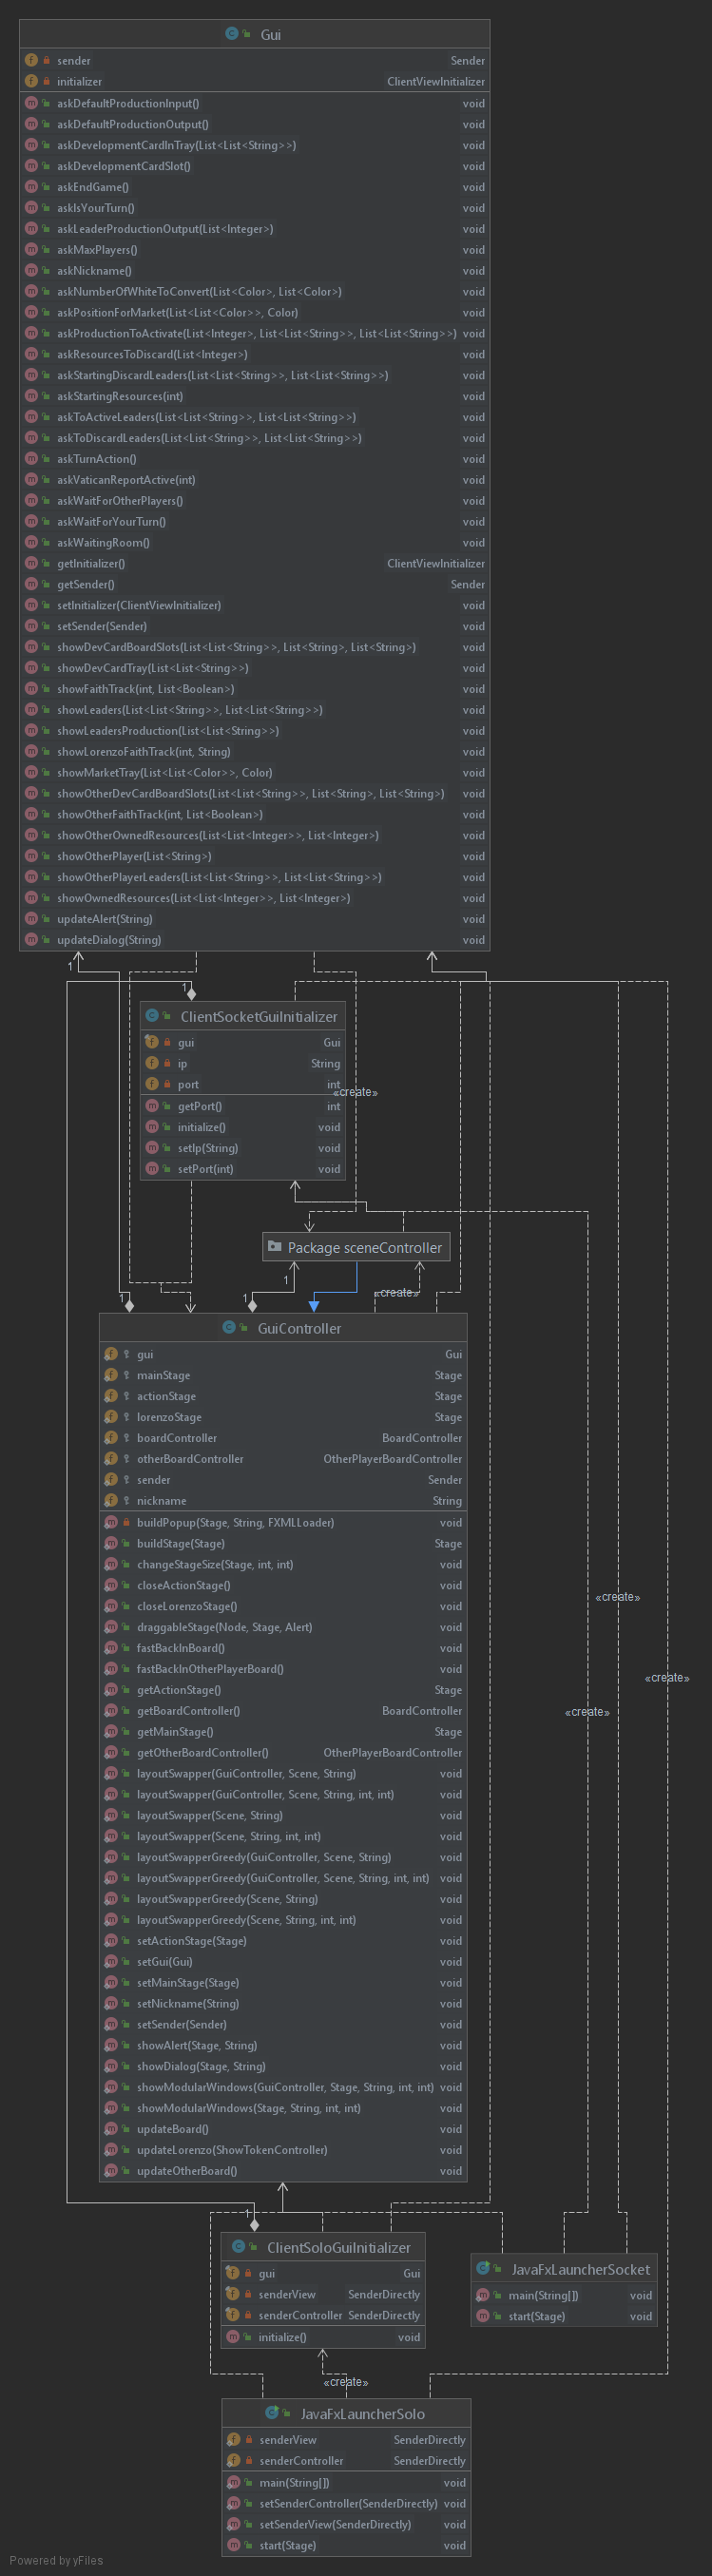 Gui
sender Sender
initializer ClientViewInitializer
askDefaultProductionInput() void
askDefaultProductionOutput() void
askDevelopmentCardInTray(List<List<String>>) void
askDevelopmentCardSlot() void
askEndGame() void
askIsYourTurn() void
askLeaderProductionOutput(List<Integer>) void
askMaxPlayers() void
askNickname() void
askNumberOfWhiteToConvert(List<Color>, List<Color>) void
askPositionForMarket(List<List<Color>>, Color) void
askProductionToActivate(List<Integer>, List<List<String>>, List<List<String>>) void
askResourcesToDiscard(List<Integer>) void
askStartingDiscardLeaders(List<List<String>>, List<List<String>>) void
askStartingResources(int) void
askToActiveLeaders(List<List<String>>, List<List<String>>) void
askToDiscardLeaders(List<List<String>>, List<List<String>>) void
askTurnAction() void
askVaticanReportActive(int) void
askWaitForOtherPlayers() void
askWaitForYourTurn() void
askWaitingRoom() void
getInitializer() ClientViewInitializer
getSender() Sender
setInitializer(ClientViewInitializer) void
setSender(Sender) void
showDevCardBoardSlots(List<List<String>>, List<String>, List<String>) void
showDevCardTray(List<List<String>>) void
showFaithTrack(int, List<Boolean>) void
showLeaders(List<List<String>>, List<List<String>>) void
showLeadersProduction(List<List<String>>) void
showLorenzoFaithTrack(int, String) void
showMarketTray(List<List<Color>>, Color) void
showOtherDevCardBoardSlots(List<List<String>>, List<String>, List<String>) void
showOtherFaithTrack(int, List<Boolean>) void
showOtherOwnedResources(List<List<Integer>>, List<Integer>) void
showOtherPlayer(List<String>) void
showOtherPlayerLeaders(List<List<String>>, List<List<String>>) void
showOwnedResources(List<List<Integer>>, List<Integer>) void
updateAlert(String) void
updateDialog(String) void
1
1
ClientSocketGuiInitializer
gui Gui
ip String
port int
«create»
getPort() int
initialize() void
setIp(String) void
setPort(int) void
Package sceneController
1
«create»
1
1
GuiController
gui Gui
mainStage Stage
actionStage Stage
lorenzoStage Stage
boardController BoardController
otherBoardController OtherPlayerBoardController
sender Sender
nickname String
buildPopup(Stage, String, FXMLLoader) void
buildStage(Stage) Stage
changeStageSize(Stage, int, int) void
closeActionStage() void
«create»
closeLorenzoStage() void
draggableStage(Node, Stage, Alert) void
fastBackInBoard() void
fastBackInOtherPlayerBoard() void
«create»
getActionStage() Stage
getBoardController() BoardController
«create»
getMainStage() Stage
getOtherBoardController() OtherPlayerBoardController
layoutSwapper(GuiController, Scene, String) void
layoutSwapper(GuiController, Scene, String, int, int) void
layoutSwapper(Scene, String) void
layoutSwapper(Scene, String, int, int) void
layoutSwapperGreedy(GuiController, Scene, String) void
layoutSwapperGreedy(GuiController, Scene, String, int, int) void
layoutSwapperGreedy(Scene, String) void
layoutSwapperGreedy(Scene, String, int, int) void
setActionStage(Stage) void
setGui(Gui) void
setMainStage(Stage) void
setNickname(String) void
setSender(Sender) void
showAlert(Stage, String) void
showDialog(Stage, String) void
showModularWindows(GuiController, Stage, String, int, int) void
showModularWindows(Stage, String, int, int) void
updateBoard() void
updateLorenzo(ShowTokenController) void
updateOtherBoard() void
1
ClientSoloGuiInitializer
gui Gui
senderView SenderDirectly
senderController SenderDirectly
initialize() void
JavaFxLauncherSocket
main(String[]) void
start(Stage) void
«create»
JavaFxLauncherSolo
senderView SenderDirectly
senderController SenderDirectly
main(String[]) void
setSenderController(SenderDirectly) void
setSenderView(SenderDirectly) void
start(Stage) void
Powered by yFiles